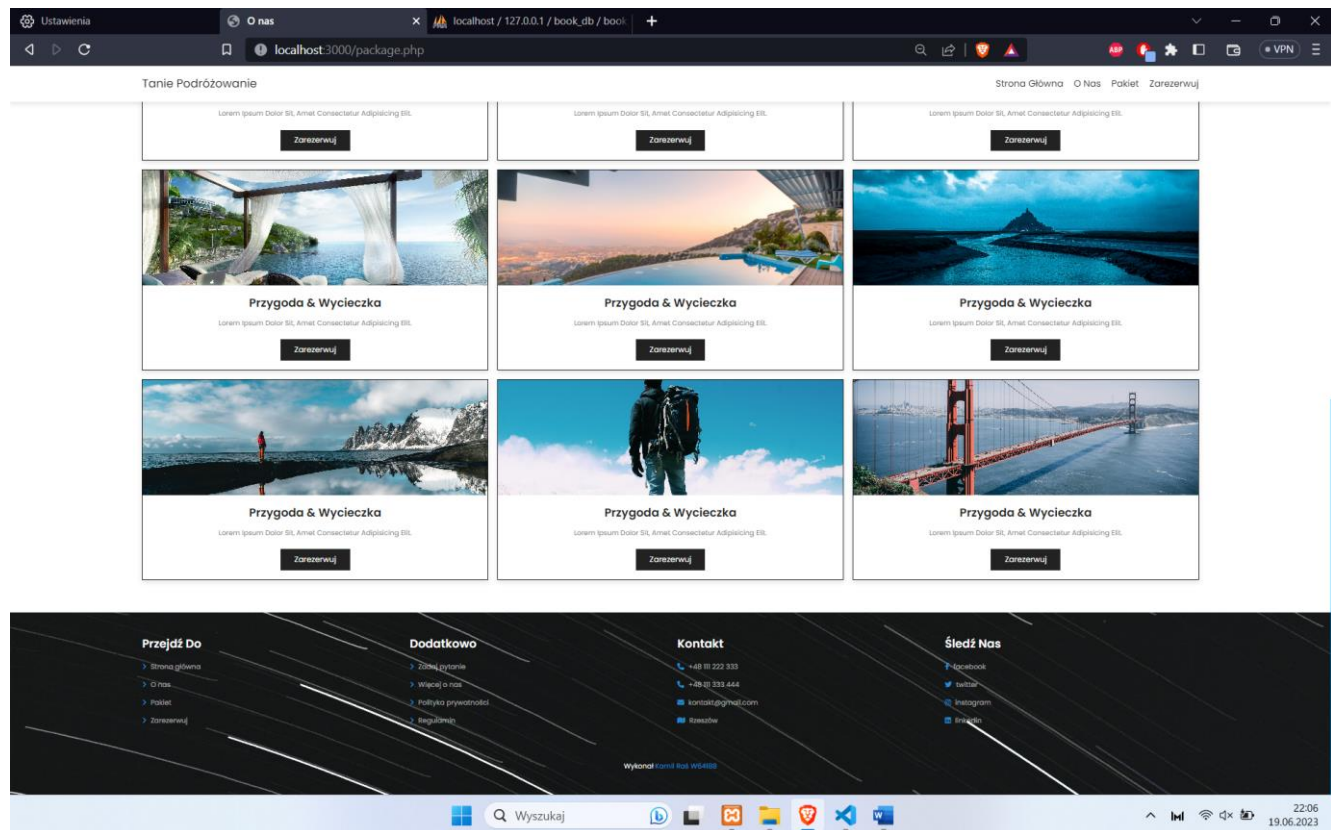 Ustawienia
O nas
localhost / 127.0.0.1 / book_db / book
localhost:3000/package.php
ABP
VPN
Tanie Podróżowanie
Strona Główna O Nas Pakiet Zarezerwuj
Lorem Ipsum Dolor Sit, Amet Consectetur Adipisicing Elit.
Lorem Ipsum Dolor Sit, Amet Consectetur Adipisicing Elit.
Lorem Ipsum Dolor Sit, Amet Consectetur Adipisicing Elit.
Zarezerwuj
Zarezerwuj
Zarezerwuj
Przygoda & Wycieczka
Przygoda & Wycieczka
Przygoda & Wycieczka
Lorem Ipsum Dolor Sit, Amet Consectetur Adipisicing Elit.
Lorem Ipsum Dolor Sit, Amet Consectetur Adipisicing Elit.
Lorem Ipsum Dolor Sit, Amet Consectetur Adipisicing Elit.
Zarezerwuj
Zarezerwuj
Zarezerwuj
Przygoda & Wycieczka
Przygoda & Wycieczka
Przygoda & Wycieczka
Lorem Ipsum Dolor Sit, Amet Consectetur Adipisicing Elit.
Lorem Ipsum Dolor Sit, Amet Consectetur Adipisicing Elit.
Lorem Ipsum Dolor Sit, Amet Consectetur Adipisicing Elit.
Zarezerwuj
Zarezerwuj
Zarezerwuj
Przejdź Do
Strona główna
O nas
Pakiet
Zarezerwuj
Dodatkowo
Zadaj pytanie
Więcej o nas
Polityka prywatności
Regulamin
Kontakt
+48 111 222 333
+48 111 333 444
kontakt@gmail.com
Rzeszów
Śledź Nas
facebook
twitter
instagram
linkedin
Wykonał Kamil Raś W64188
Wyszukaj
22:06
19.06.2023